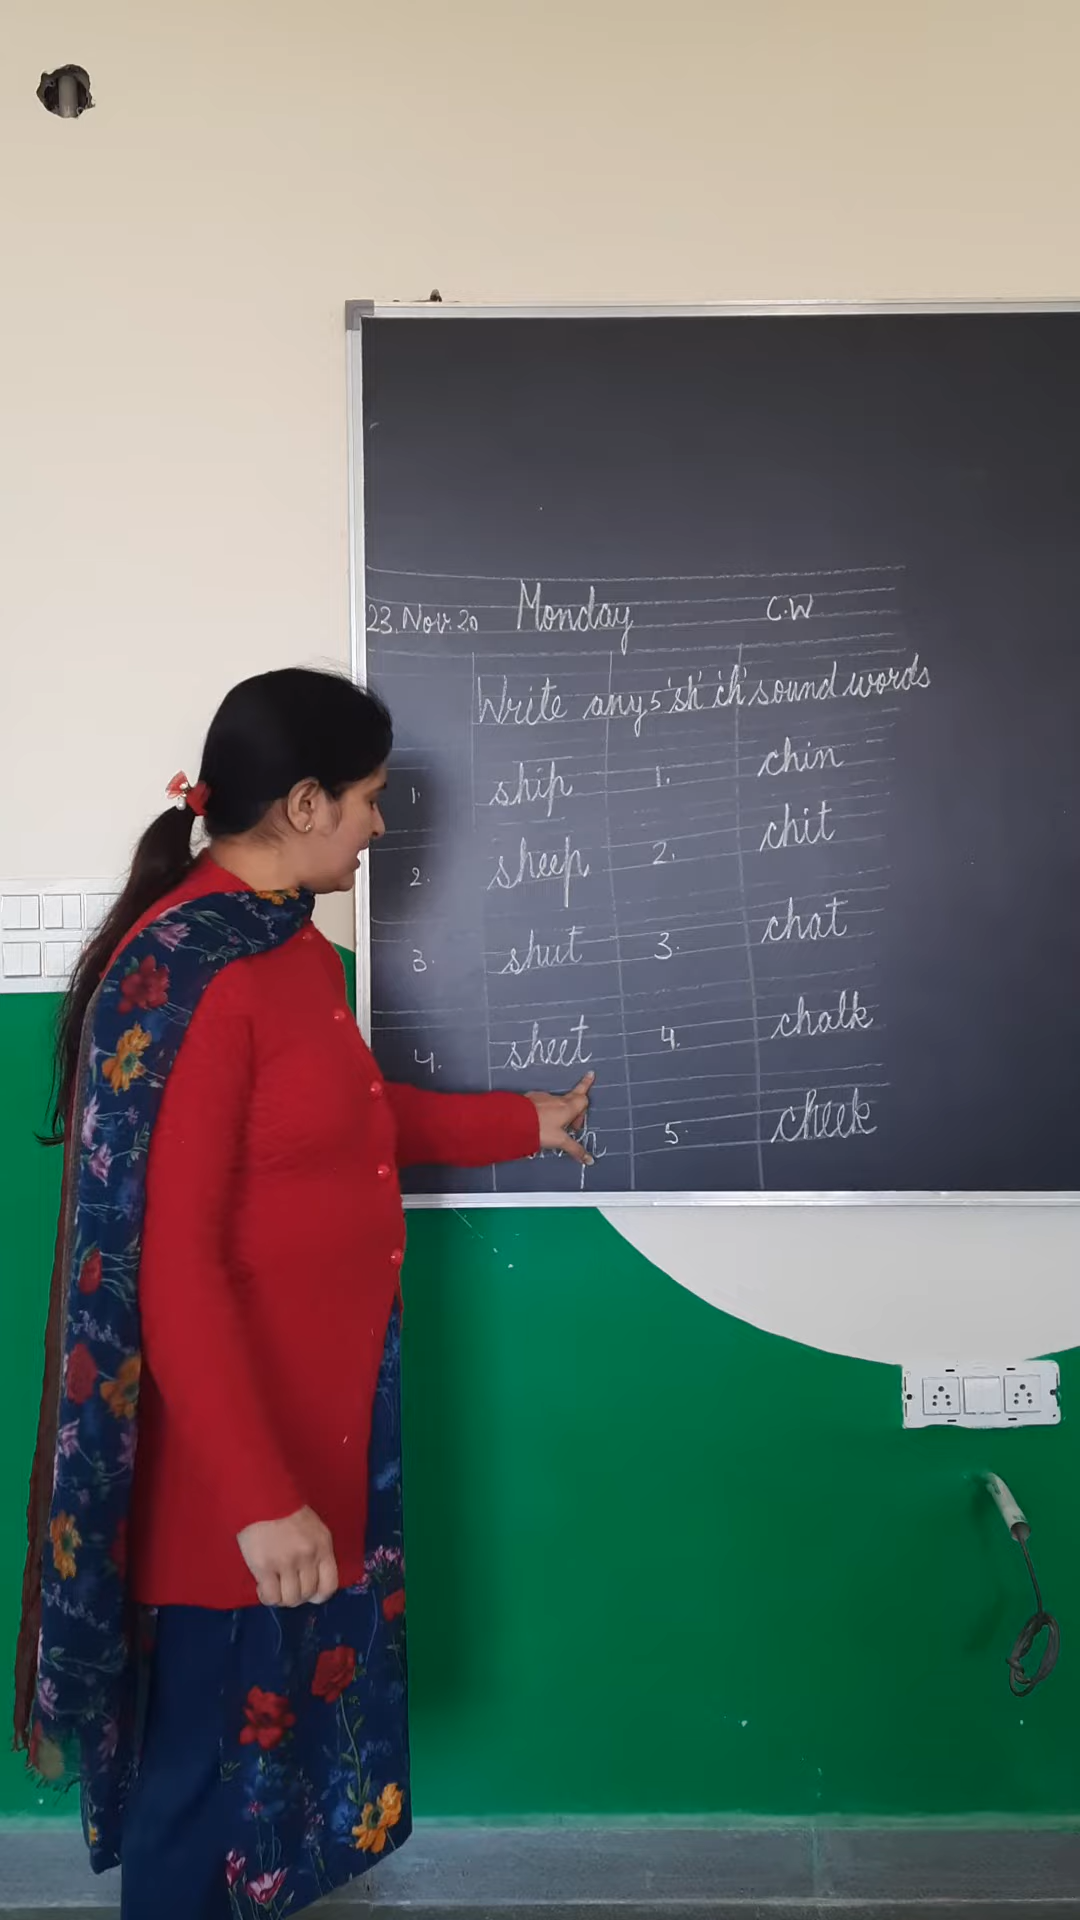 23. Nov. 20 Monday C.W
Write any 5 'sh' 'ch' sound words
1. ship 1. chin
2. sheep 2. chit
3. shut 3. chat
4. sheet 4. chalk
5. cheek